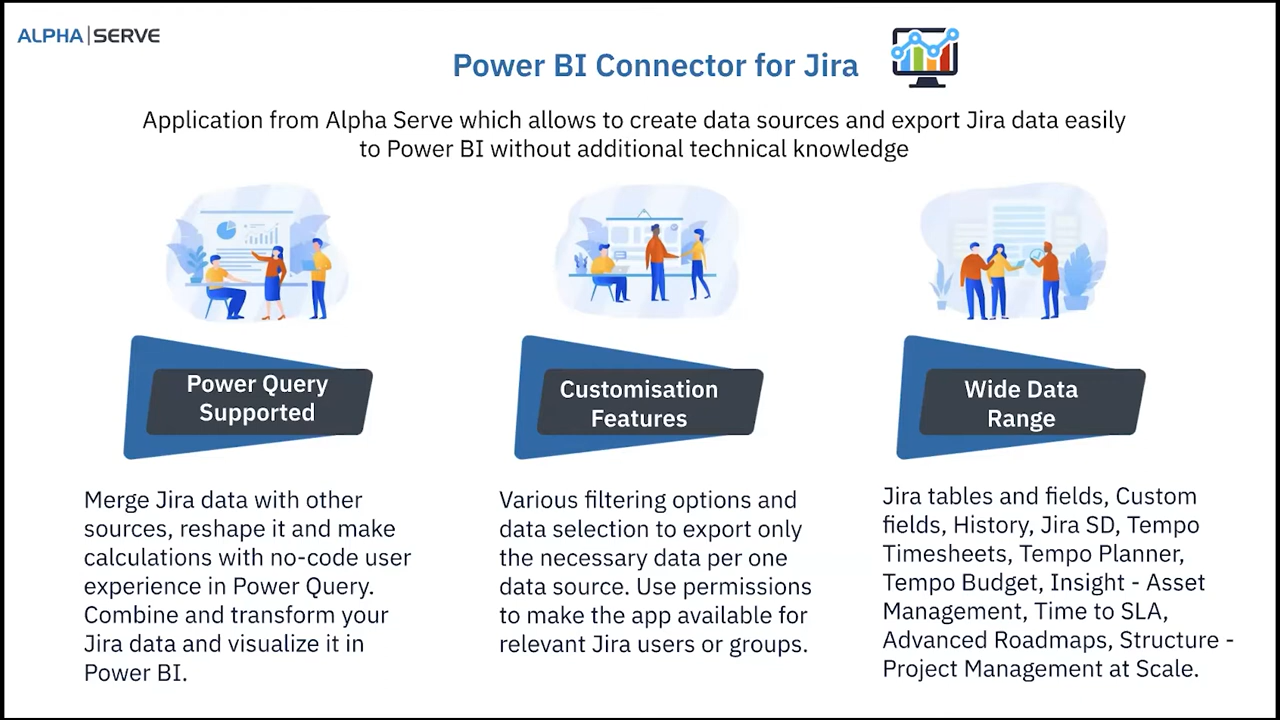 ALPHA|SERVE
Power BI Connector for Jira
Application from Alpha Serve which allows to create data sources and export Jira data easily
to Power BI without additional technical knowledge
Power Query
Supported
Merge Jira data with other
sources, reshape it and make
calculations with no-code user
experience in Power Query.
Combine and transform your
Jira data and visualize it in
Power BI.
Customisation
Features
Various filtering options and
data selection to export only
the necessary data per one
data source. Use permissions
to make the app available for
relevant Jira users or groups.
Wide Data
Range
Jira tables and fields, Custom
fields, History, Jira SD, Tempo
Timesheets, Tempo Planner,
Tempo Budget, Insight - Asset
Management, Time to SLA,
Advanced Roadmaps, Structure -
Project Management at Scale.